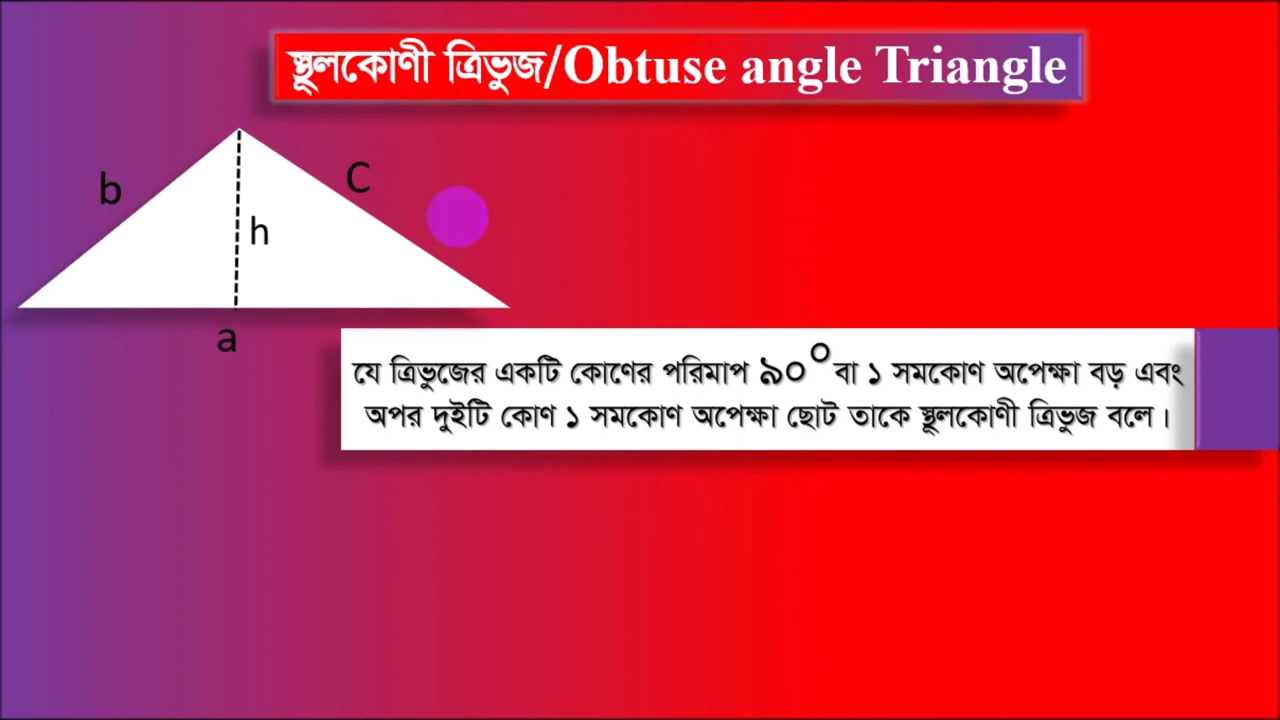 স্থূলকোণী ত্রিভুজ/Obtuse angle Triangle
b
C
h
a
যে ত্রিভুজের একটি কোণের পরিমাপ ৯০° বা ১ সমকোণ অপেক্ষা বড় এবং
অপর দুইটি কোণ ১ সমকোণ অপেক্ষা ছোট তাকে স্থূলকোণী ত্রিভুজ বলে।